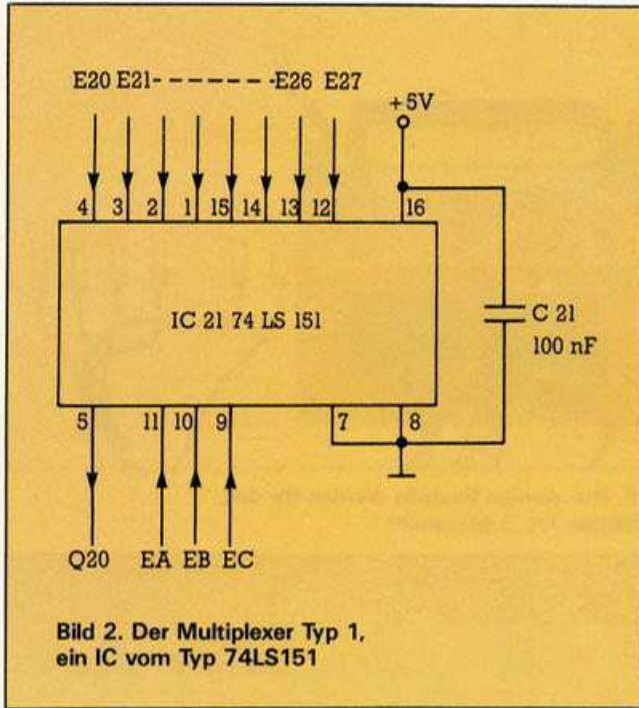 E20 E21- - - - - - - -E26 E27
+5V
4 3 2 1 15 14 13 12 16
IC 21 74 LS 151
C 21
100 nF
5 11 10 9 7 8
Q20 EA EB EC
Bild 2. Der Multiplexer Typ 1,
ein IC vom Typ 74LS151